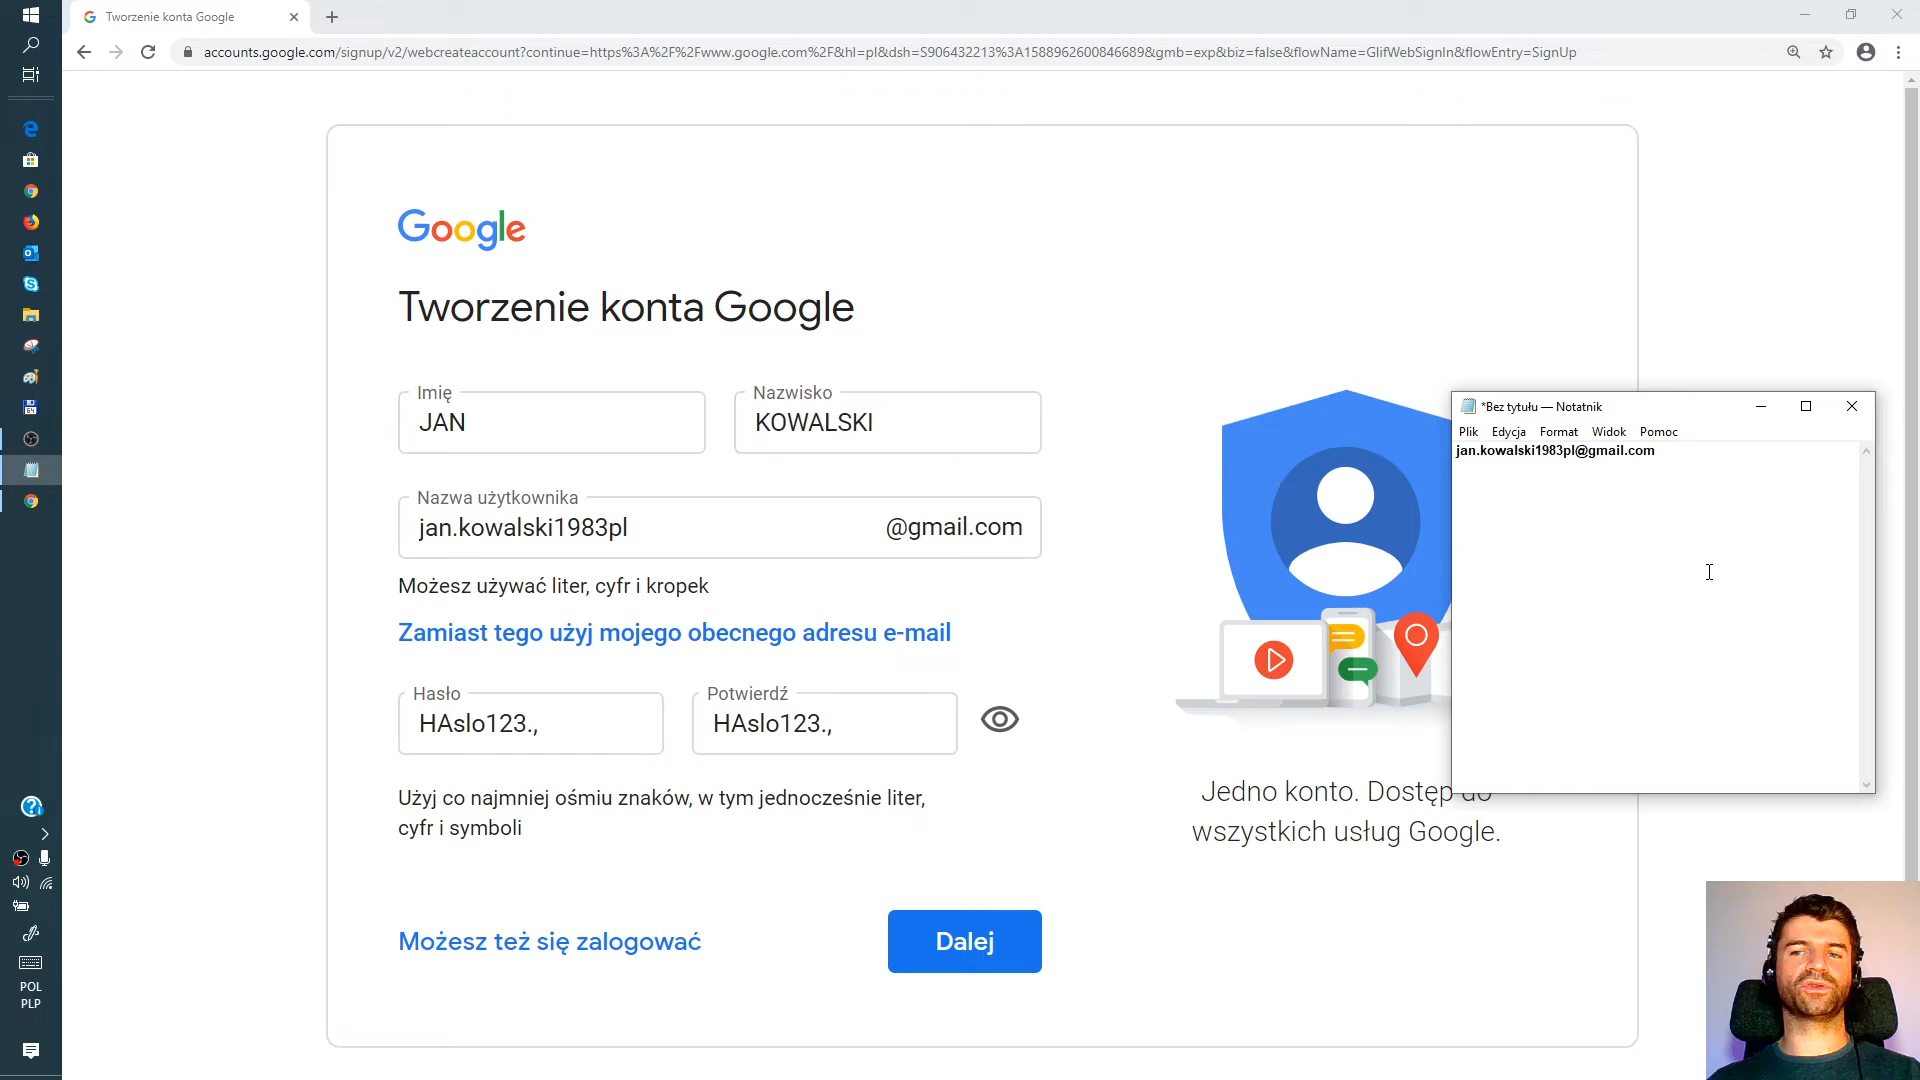 Tworzenie konta Google
accounts.google.com/signup/v2/webcreateaccount?continue=https%3A%2F%2Fwww.google.com%2F&hl=pl&dsh=S906432213%3A1588962600846689&gmb=exp&biz=false&flowName=GlifWebSignIn&flowEntry=SignUp
Google
Tworzenie konta Google
Imię
JAN
Nazwisko
KOWALSKI
Nazwa użytkownika
jan.kowalski1983pl
@gmail.com
Możesz używać liter, cyfr i kropek
Zamiast tego użyj mojego obecnego adresu e-mail
Hasło
HAslo123.,
Potwierdź
HAslo123.,
Użyj co najmniej ośmiu znaków, w tym jednocześnie liter,
cyfr i symboli
Możesz też się zalogować
Dalej
Jedno konto. Dostęp do
wszystkich usług Google.
*Bez tytułu — Notatnik
Plik Edycja Format Widok Pomoc
jan.kowalski1983pl@gmail.com
POL
PLP